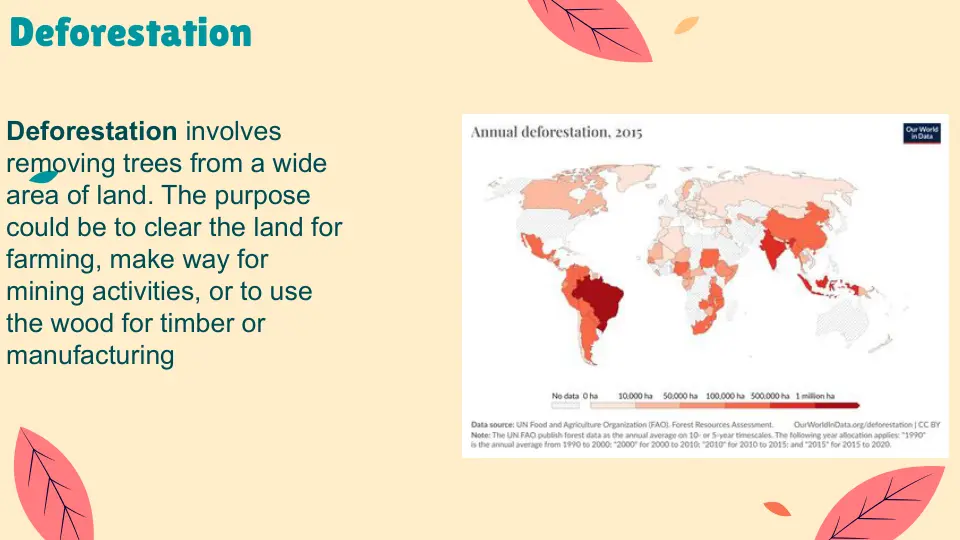 Deforestation
Deforestation involves
removing trees from a wide
area of land. The purpose
could be to clear the land for
farming, make way for
mining activities, or to use
the wood for timber or
manufacturing
Annual deforestation, 2015
Our World
in Data
No data 0 ha 10,000 ha 50,000 ha 100,000 ha 500,000 ha 1 million ha
Data source: UN Food and Agriculture Organization (FAO). Forest Resources Assessment. OurWorldInData.org/deforestation | CC BY
Note: The UN FAO publish forest data as the annual average on 10- or 5-year timescales. The following year allocation applies: "1990"
is the annual average from 1990 to 2000; "2000" for 2000 to 2010; "2010" for 2010 to 2015; and "2015" for 2015 to 2020.